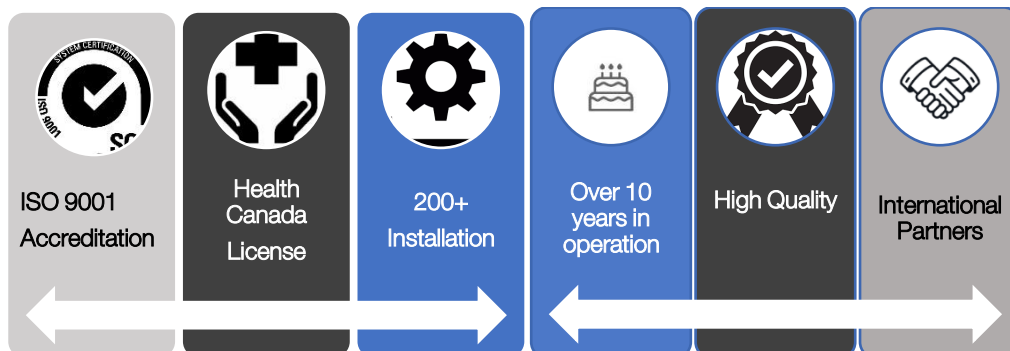 SYSTEM CERTIFICATION
ISO 9001
ISO 9001
Accreditation
Health
Canada
License
200+
Installation
Over 10
years in
operation
High Quality
International
Partners